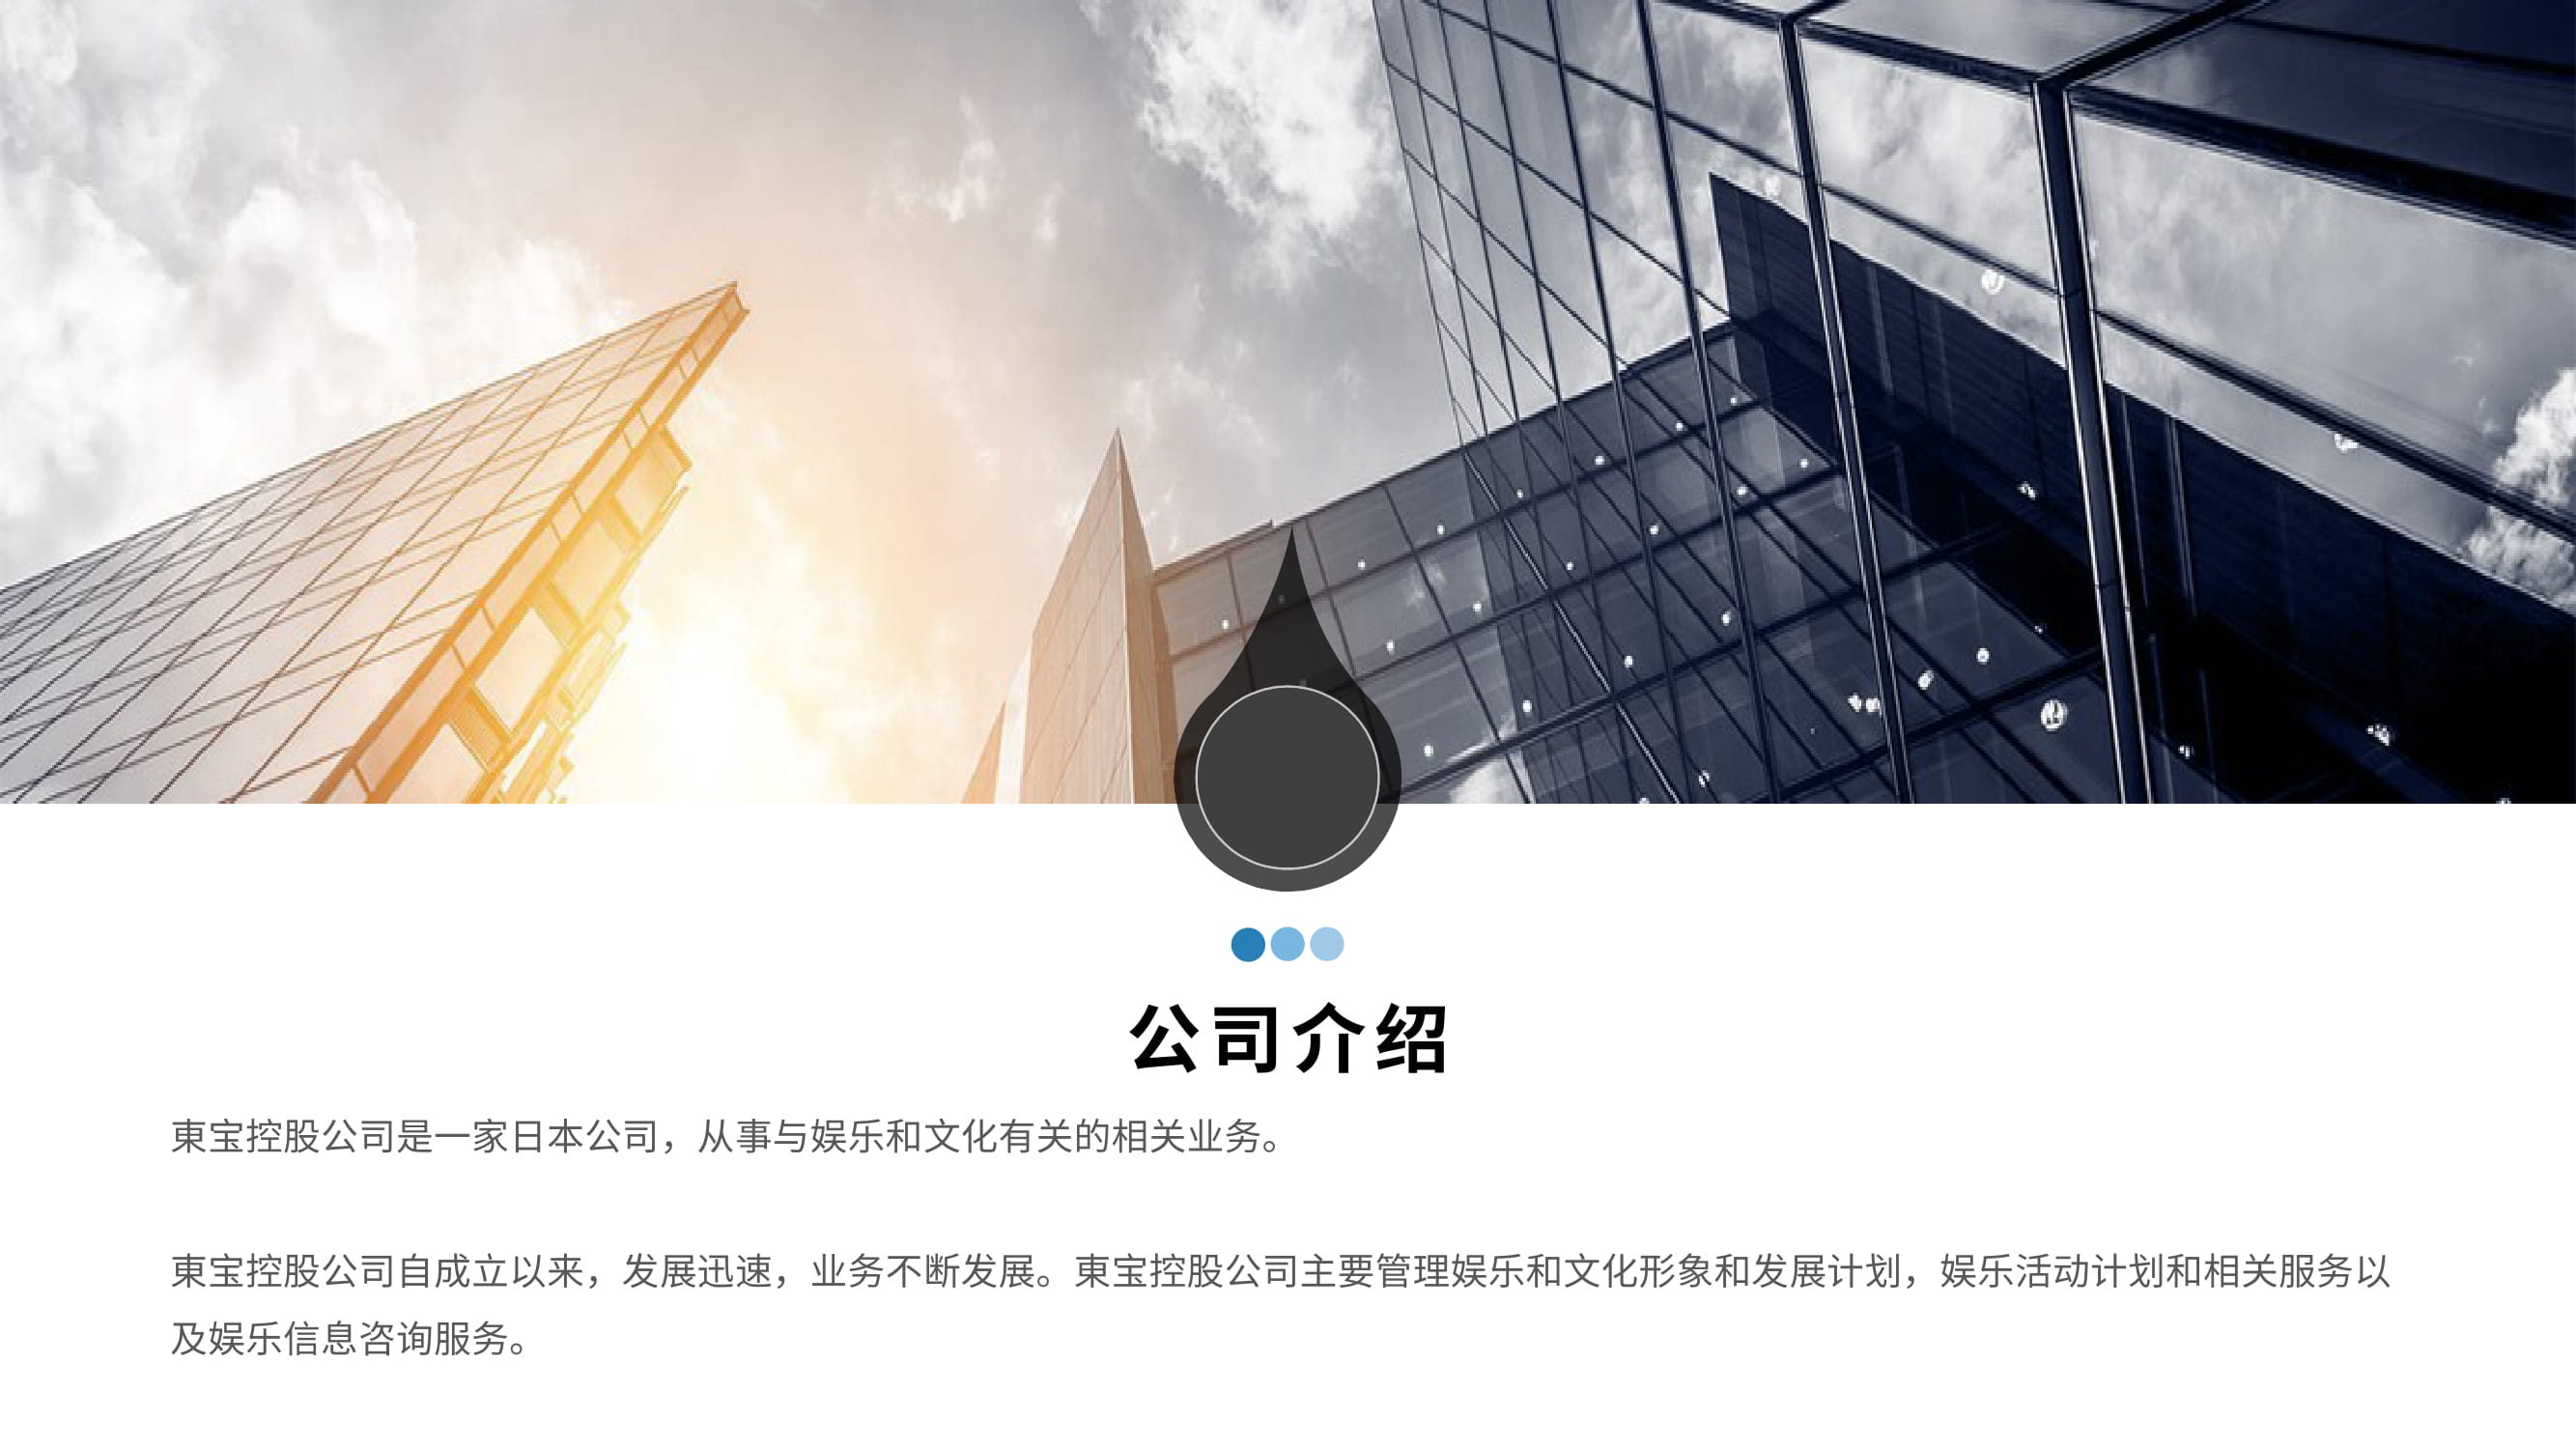 公司介绍
東宝控股公司是一家日本公司，从事与娱乐和文化有关的相关业务。
東宝控股公司自成立以来，发展迅速，业务不断发展。東宝控股公司主要管理娱乐和文化形象和发展计划，娱乐活动计划和相关服务以
及娱乐信息咨询服务。